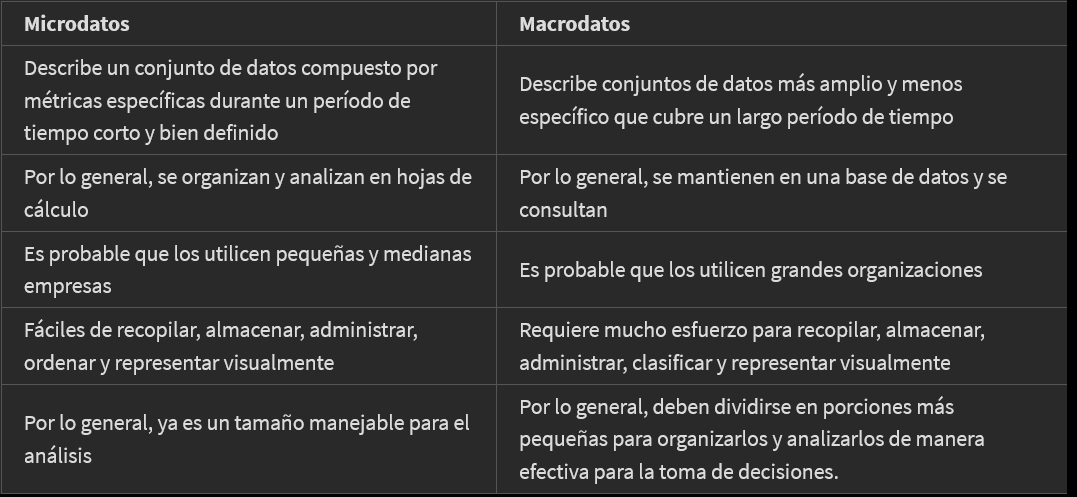 Microdatos
Macrodatos
Describe un conjunto de datos compuesto por
métricas específicas durante un período de
tiempo corto y bien definido
Describe conjuntos de datos más amplio y menos
específico que cubre un largo período de tiempo
Por lo general, se organizan y analizan en hojas de
cálculo
Por lo general, se mantienen en una base de datos y se
consultan
Es probable que los utilicen pequeñas y medianas
empresas
Es probable que los utilicen grandes organizaciones
Fáciles de recopilar, almacenar, administrar,
ordenar y representar visualmente
Requiere mucho esfuerzo para recopilar, almacenar,
administrar, clasificar y representar visualmente
Por lo general, ya es un tamaño manejable para el
análisis
Por lo general, deben dividirse en porciones más
pequeñas para organizarlos y analizarlos de manera
efectiva para la toma de decisiones.